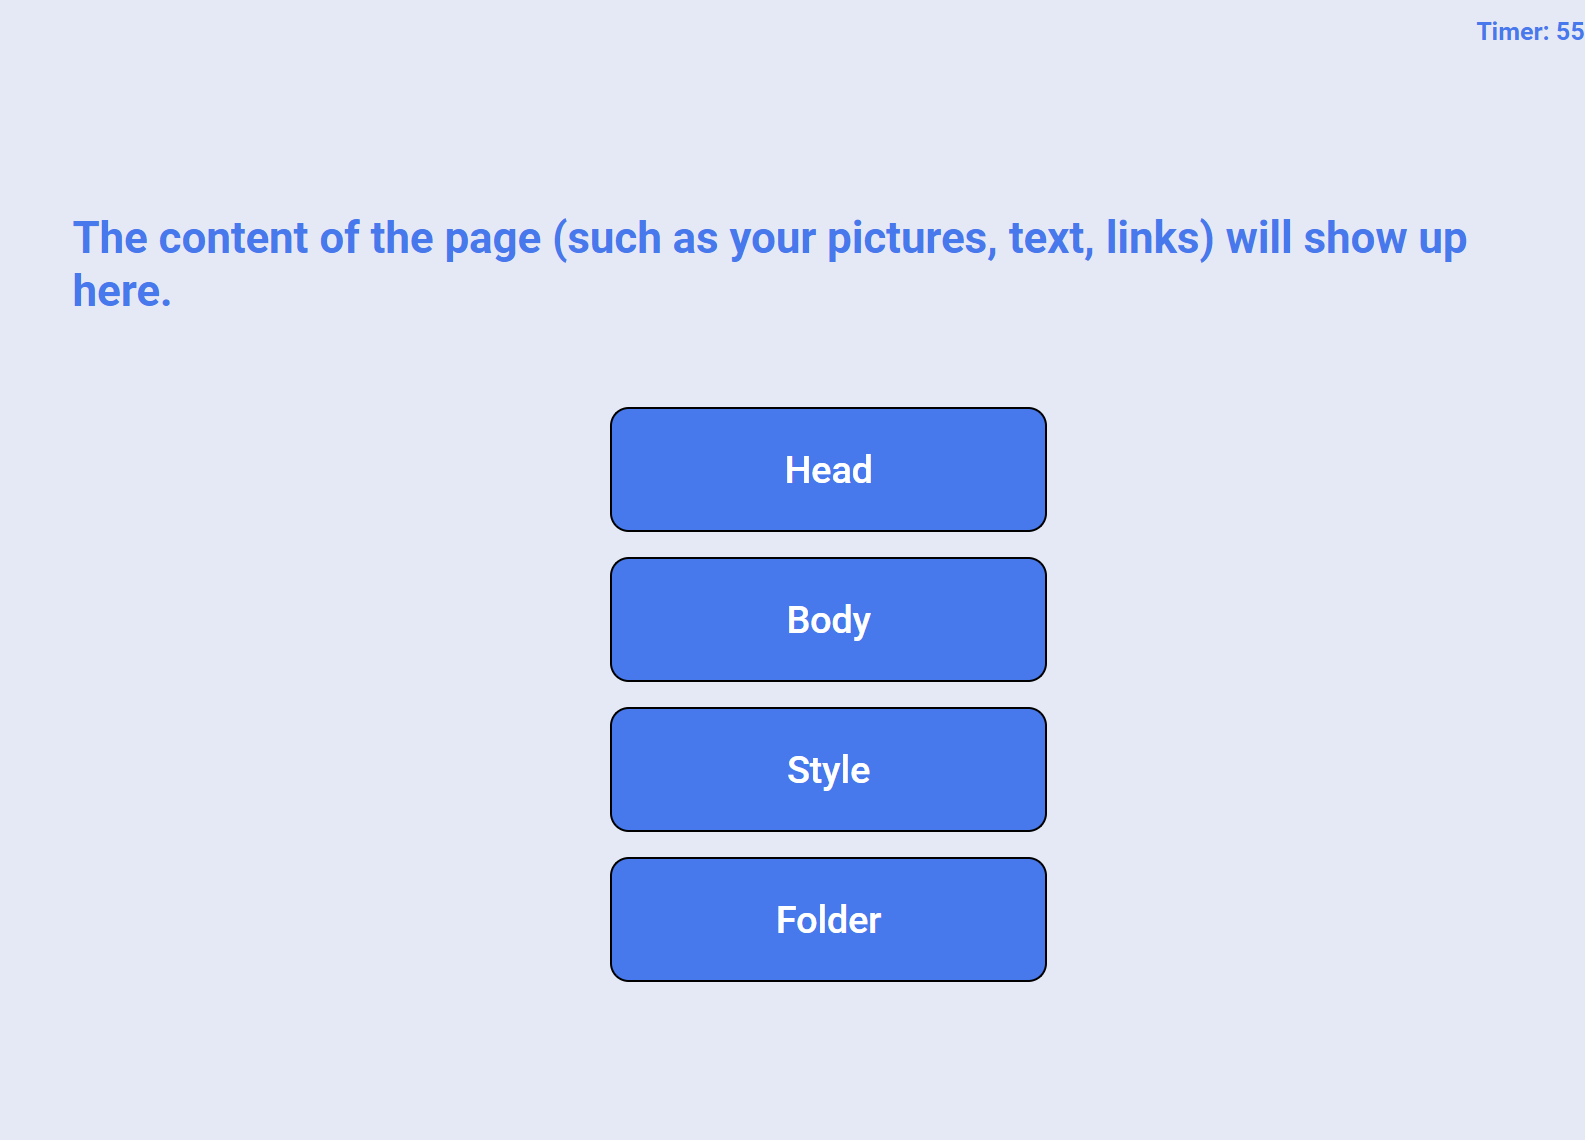 Timer: 55
The content of the page (such as your pictures, text, links) will show up
here.
Head
Body
Style
Folder